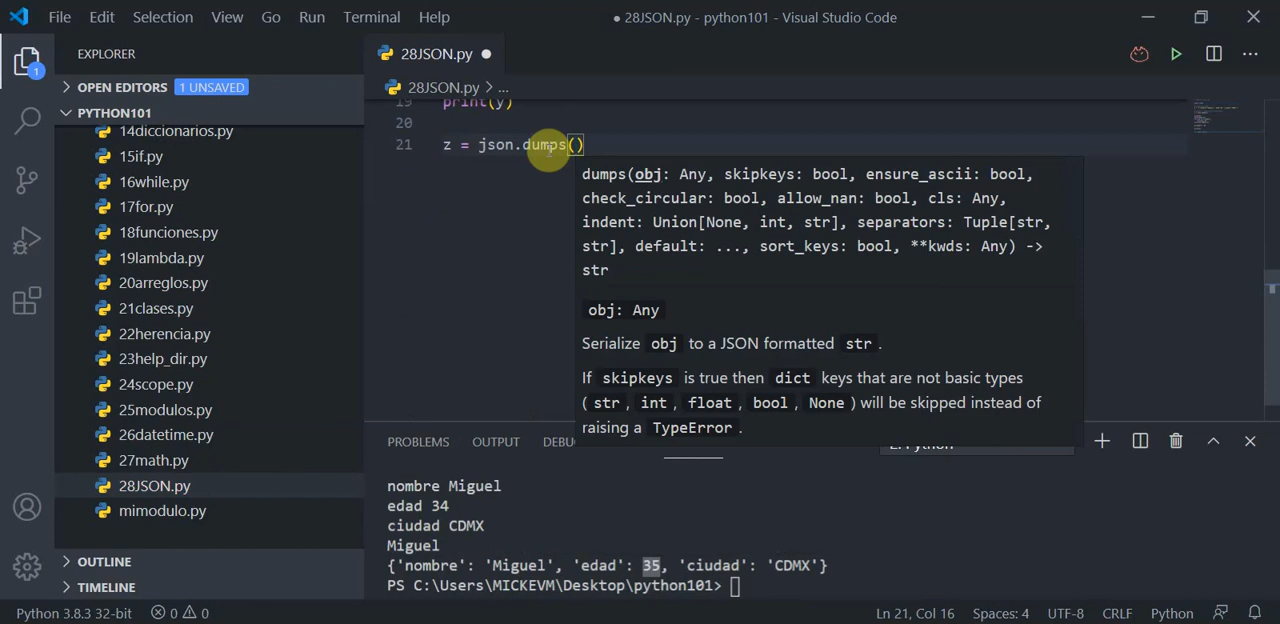 File Edit Selection View Go Run Terminal Help
● 28JSON.py - python101 - Visual Studio Code
EXPLORER
OPEN EDITORS 1 UNSAVED
PYTHON101
14diccionarios.py
15if.py
16while.py
17for.py
18funciones.py
19lambda.py
20arreglos.py
21clases.py
22herencia.py
23help_dir.py
24scope.py
25modulos.py
26datetime.py
27math.py
28JSON.py
mimodulo.py
OUTLINE
TIMELINE
1
28JSON.py ●
28JSON.py > ...
19 print(y)
20
21 z = json.dumps()
dumps(obj: Any, skipkeys: bool, ensure_ascii: bool,
check_circular: bool, allow_nan: bool, cls: Any,
indent: Union[None, int, str], separators: Tuple[str,
str], default: ..., sort_keys: bool, **kwds: Any) ->
str
obj: Any
Serialize obj to a JSON formatted str.
If skipkeys is true then dict keys that are not basic types
(str, int, float, bool, None) will be skipped instead of
raising a TypeError.
PROBLEMS OUTPUT DEBU
nombre Miguel
edad 34
ciudad CDMX
Miguel
{'nombre': 'Miguel', 'edad': 35, 'ciudad': 'CDMX'}
PS C:\Users\MICKEVM\Desktop\python101>
Python 3.8.3 32-bit 0 0 Ln 21, Col 16 Spaces: 4 UTF-8 CRLF Python